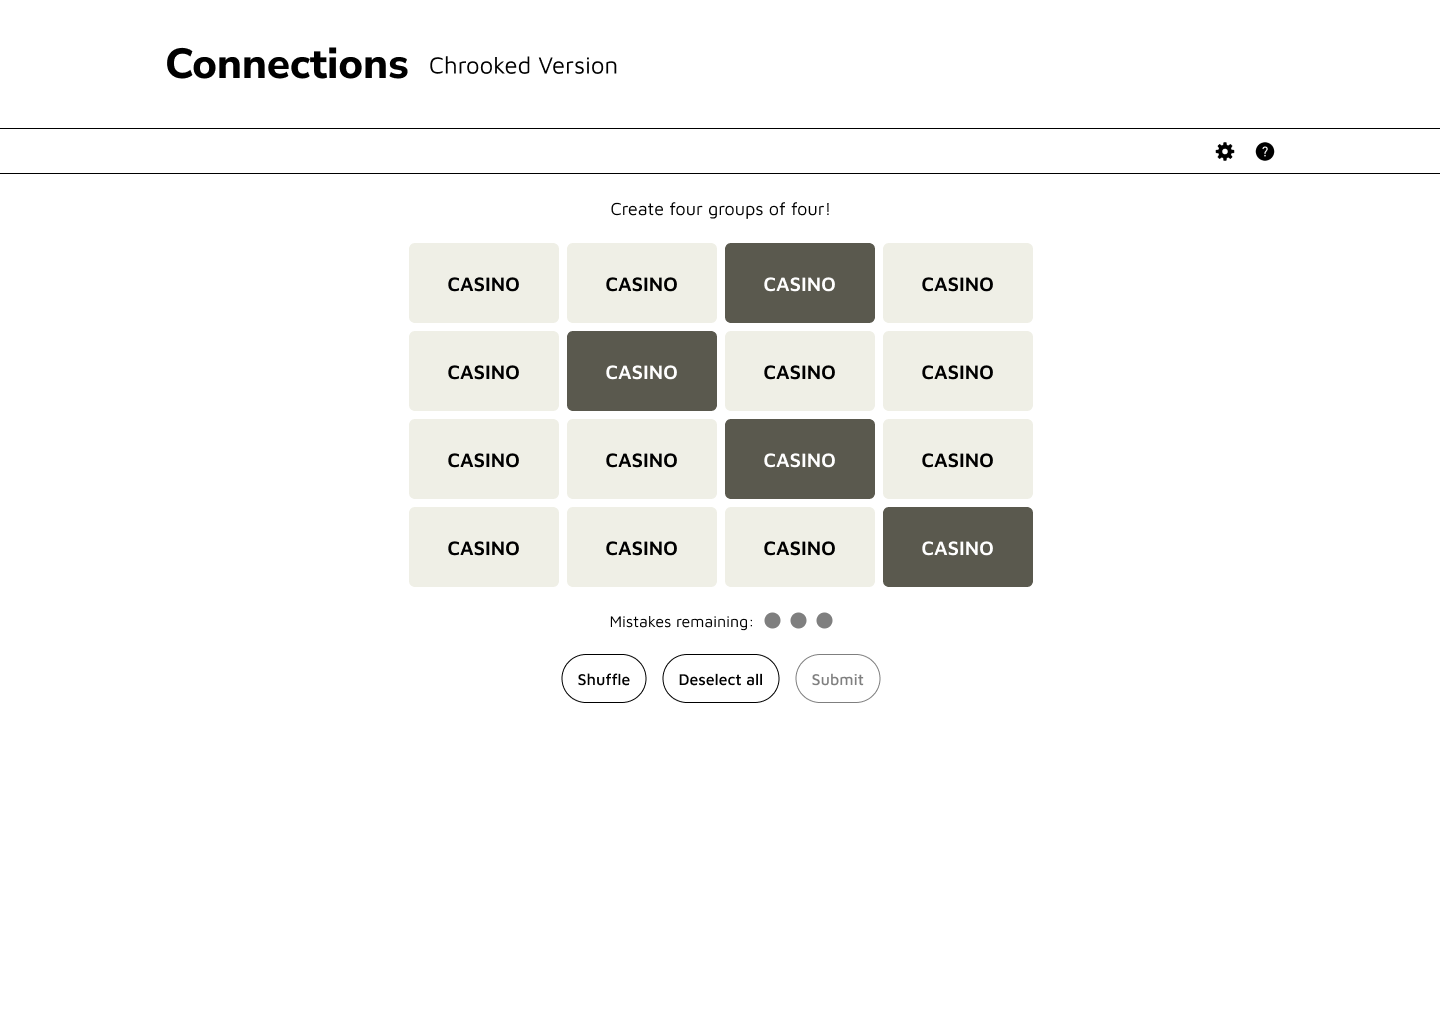 Connections Chrooked Version
?
Create four groups of four!
CASINO CASINO CASINO CASINO
CASINO CASINO CASINO CASINO
CASINO CASINO CASINO CASINO
CASINO CASINO CASINO CASINO
Mistakes remaining:
Shuffle Deselect all Submit